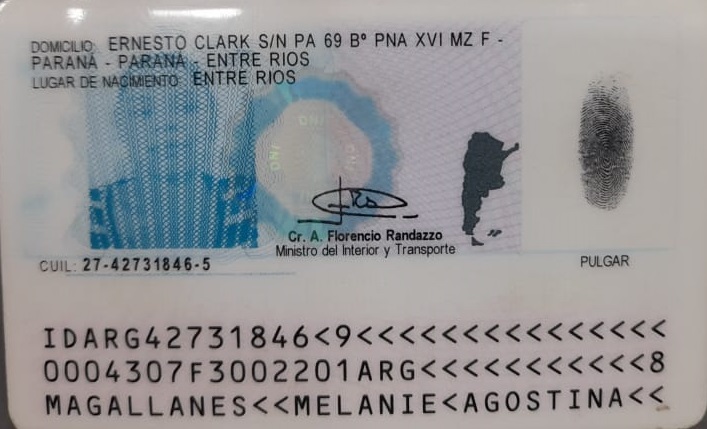 DOMICILIO: ERNESTO CLARK S/N PA 69 Bº PNA XVI MZ F -
PARANÁ - PARANÁ - ENTRE RIOS
LUGAR DE NACIMIENTO: ENTRE RIOS
Cr. A. Florencio Randazzo
Ministro del Interior y Transporte
CUIL: 27-42731846-5
PULGAR
IDARG42731846<9<<<<<<<<<<<<<<<
0004307F3002201ARG<<<<<<<<<<<8
MAGALLANES<<MELANIE<AGOSTINA<<